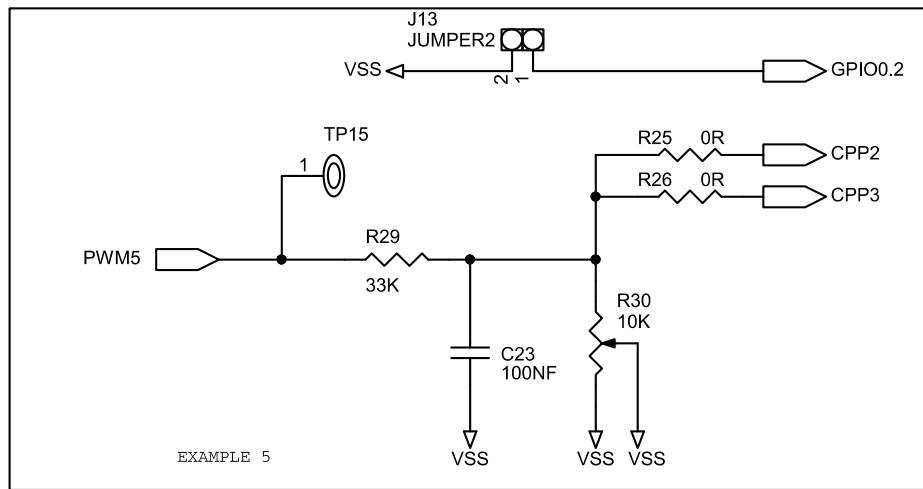 J13
JUMPER2
VSS
2
1
GPIO0.2
TP15
1
R25 0R
CPP2
R26 0R
CPP3
PWM5
R29
33K
R30
10K
C23
100NF
VSS
VSS
VSS
EXAMPLE 5